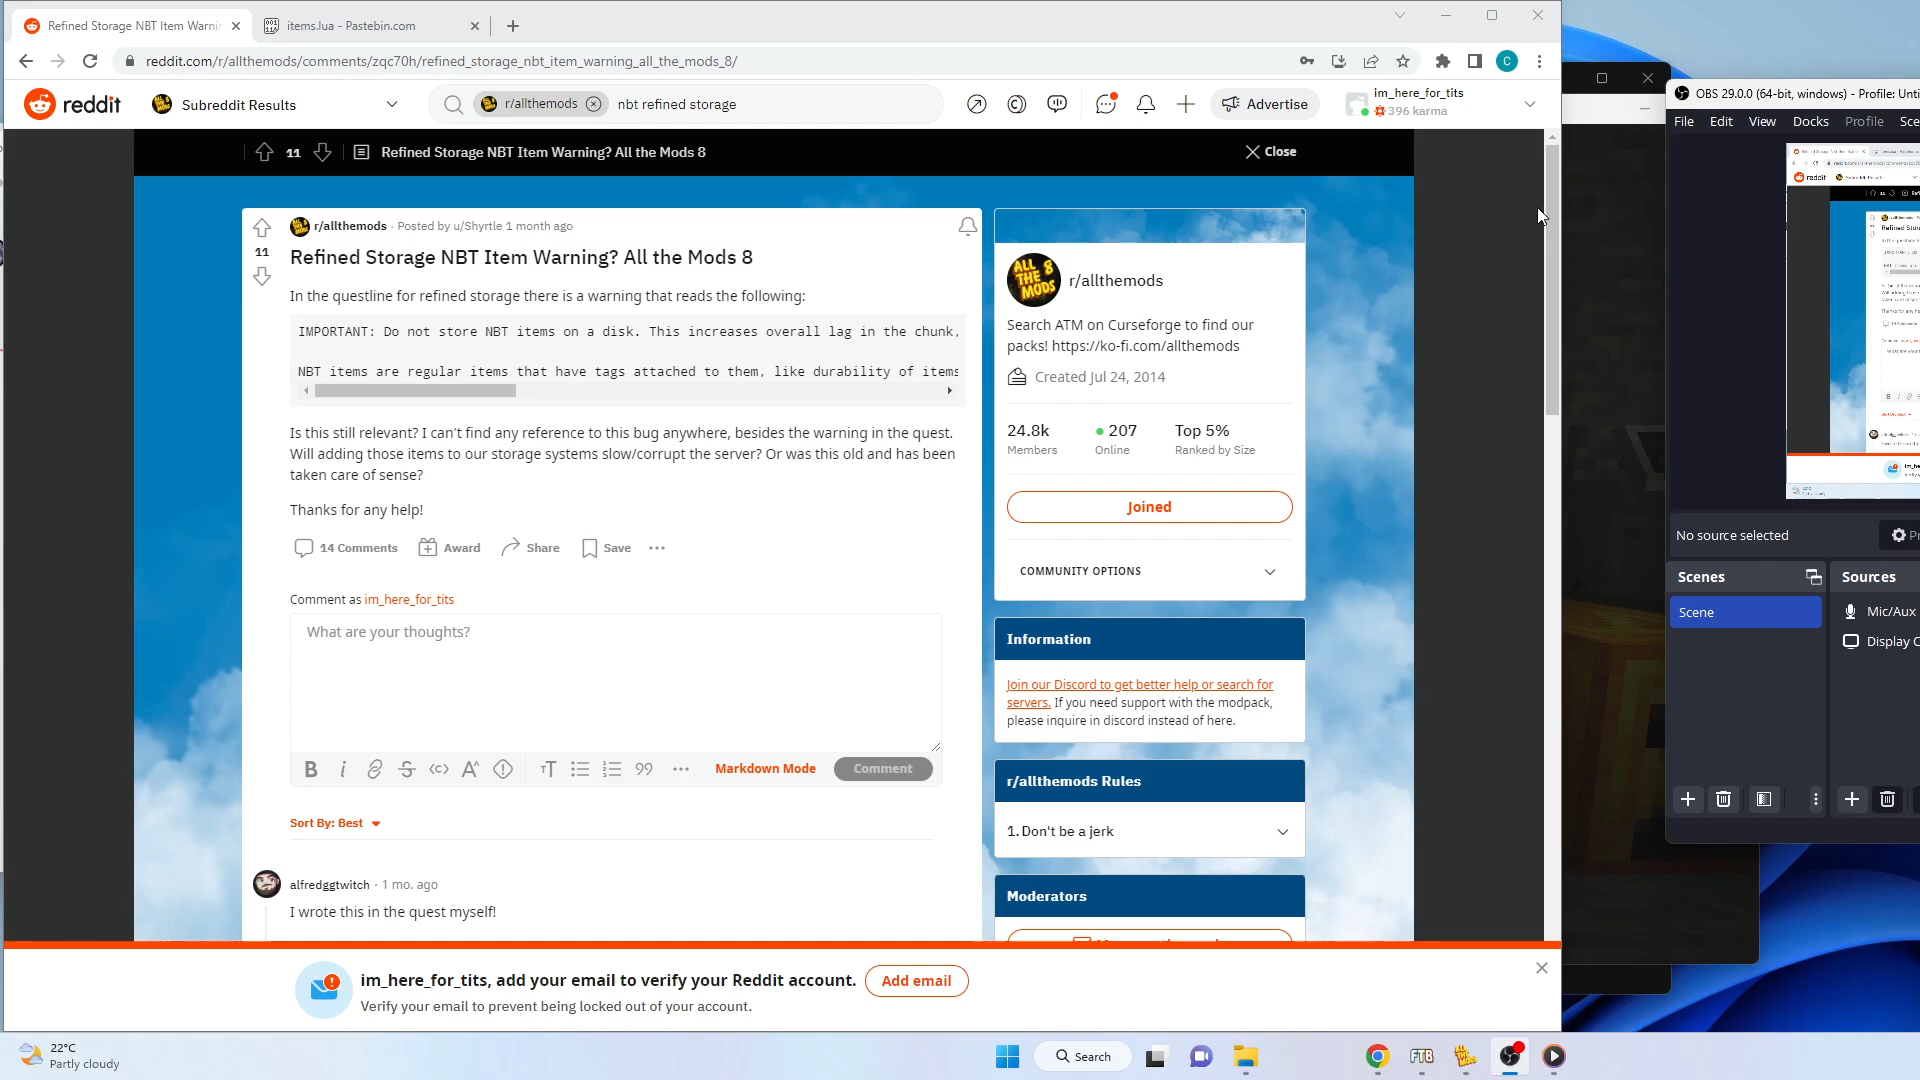 Refined Storage NBT Item Warni
items.lua - Pastebin.com
reddit.com/r/allthemods/comments/zqc70h/refined_storage_nbt_item_warning_all_the_mods_8/
reddit
Subreddit Results
r/allthemods
nbt refined storage
Advertise
im_here_for_tits
396 karma
C
11
Refined Storage NBT Item Warning? All the Mods 8
Close
r/allthemods · Posted by u/Shyrtle 1 month ago
11
Refined Storage NBT Item Warning? All the Mods 8
In the questline for refined storage there is a warning that reads the following:
IMPORTANT: Do not store NBT items on a disk. This increases overall lag in the chunk,
NBT items are regular items that have tags attached to them, like durability of items
Is this still relevant? I can't find any reference to this bug anywhere, besides the warning in the quest.
Will adding those items to our storage systems slow/corrupt the server? Or was this old and has been
taken care of sense?
Thanks for any help!
14 Comments
Award
Share
Save
Comment as im_here_for_tits
What are your thoughts?
Markdown Mode
Comment
Sort By: Best
alfredggtwitch · 1 mo. ago
I wrote this in the quest myself!
ALL THE MODS 8
r/allthemods
Search ATM on Curseforge to find our
packs! https://ko-fi.com/allthemods
Created Jul 24, 2014
24.8k
207
Top 5%
Members
Online
Ranked by Size
Joined
COMMUNITY OPTIONS
Information
Join our Discord to get better help or search for
servers. If you need support with the modpack,
please inquire in discord instead of here.
r/allthemods Rules
1. Don't be a jerk
Moderators
im_here_for_tits, add your email to verify your Reddit account.
Add email
Verify your email to prevent being locked out of your account.
OBS 29.0.0 (64-bit, windows) - Profile: Unti
File
Edit
View
Docks
Profile
Sce
No source selected
Pr
Scenes
Sources
Scene
Mic/Aux
Display C
22°C
Partly cloudy
Search
FTB